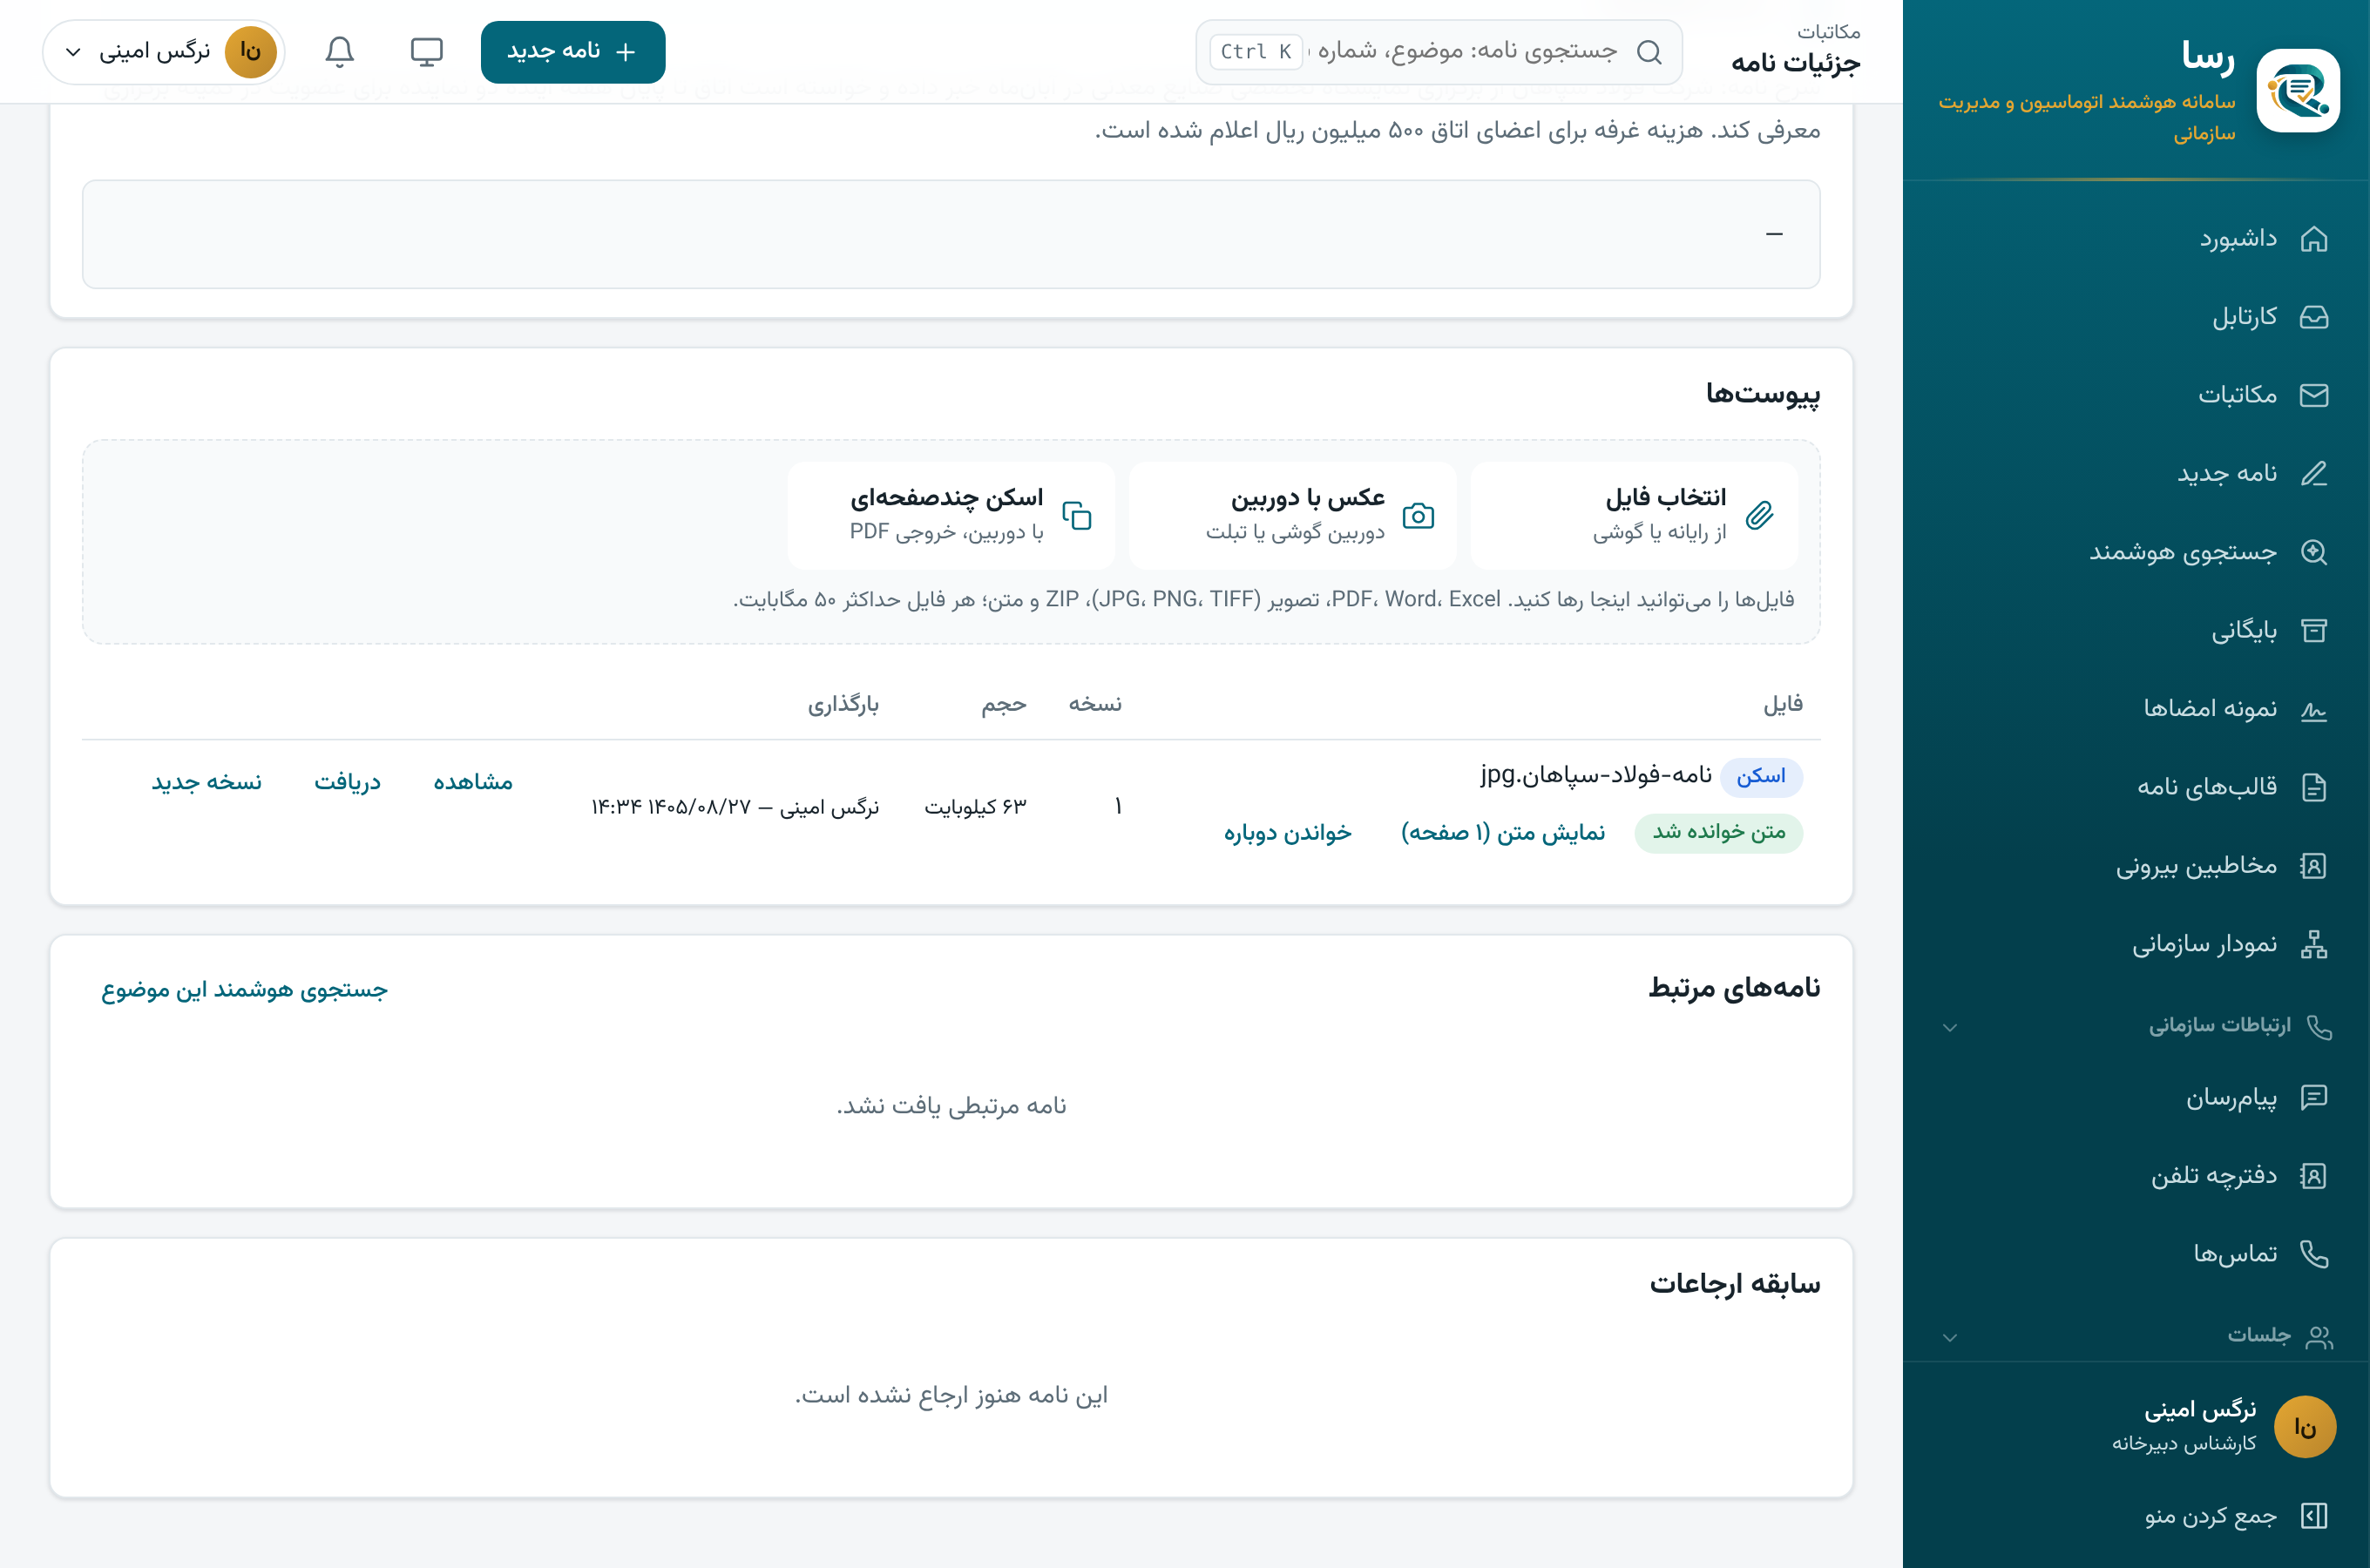 رسا
سامانه هوشمند اتوماسیون و مدیریت
سازمانی
داشبورد
کارتابل
مکاتبات
نامه جدید
جستجوی هوشمند
بایگانی
نمونه امضاها
قالب‌های نامه
مخاطبین بیرونی
نمودار سازمانی
ارتباطات سازمانی
پیام‌رسان
دفترچه تلفن
تماس‌ها
جلسات
نرگس امینی
ن‌ا
کارشناس دبیرخانه
جمع کردن منو
مکاتبات
جزئیات نامه
جستجوی نامه: موضوع، شماره
Ctrl K
نامه جدید
ن‌ا
نرگس امینی
معرفی کند. هزینه غرفه برای اعضای اتاق ۵۰۰ میلیون ریال اعلام شده است.
—
پیوست‌ها
انتخاب فایل
از رایانه یا گوشی
عکس با دوربین
دوربین گوشی یا تبلت
اسکن چندصفحه‌ای
با دوربین، خروجی PDF
فایل‌ها را می‌توانید اینجا رها کنید. PDF، Word، Excel، تصویر (JPG، PNG، TIFF)، ZIP و متن؛ هر فایل حداکثر ۵۰ مگابایت.
فایل نسخه حجم بارگذاری
اسکن نامه-فولاد-سپاهان.jpg
متن خوانده شد نمایش متن (۱ صفحه) خواندن دوباره
۱
۶۳ کیلوبایت
نرگس امینی — ۱۴۰۵/۰۸/۲۷ ۱۴:۳۴
مشاهده دریافت نسخه جدید
نامه‌های مرتبط
جستجوی هوشمند این موضوع
نامه مرتبطی یافت نشد.
سابقه ارجاعات
این نامه هنوز ارجاع نشده است.